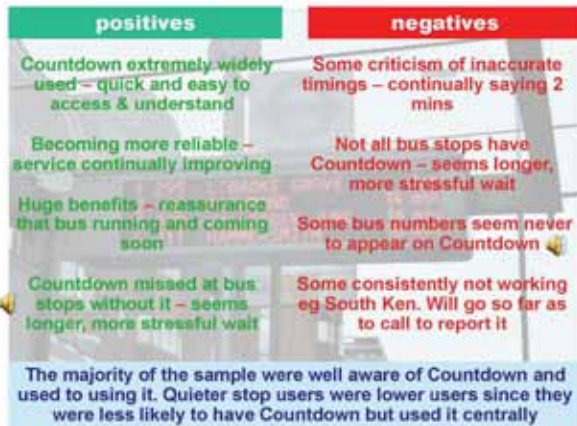 positives
Countdown extremely widely
used – quick and easy to
access & understand
Becoming more reliable –
service continually improving
Huge benefits – reassurance
that bus running and coming
soon
Countdown missed at bus
stops without it – seems
longer, more stressful wait
negatives
Some criticism of inaccurate
timings – continually saying 2
mins
Not all bus stops have
Countdown – seems longer,
more stressful wait
Some bus numbers seem never
to appear on Countdown
Some consistently not working
eg South Ken. Will go so far as
to call to report it
The majority of the sample were well aware of Countdown and
used to using it. Quieter stop users were lower users since they
were less likely to have Countdown but used it centrally